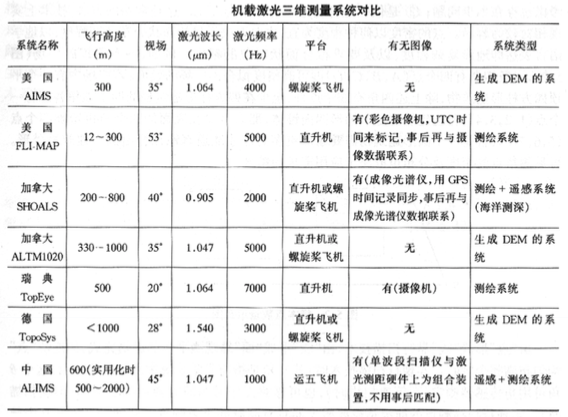 机载激光三维测量系统对比
系统名称 飞行高度(m) 视场 激光波长(μm) 激光频率(Hz) 平台 有无图像 系统类型
美 国 AIMS 300 35° 1.064 4000 螺旋桨飞机 无 生成 DEM 的系统
美 国 FLI-MAP 12～300 53° 5000 直升机 有(彩色摄像机,UTC 时间来标记,事后再与摄像数据联系) 测绘系统
加拿大 SHOALS 200~800 40° 0.905 2000 直升机或螺旋桨飞机 有(成像光谱仪,用 GPS 时间记录同步,事后再与成像光谱仪数据联系) 测绘+遥感系统(海洋测深)
加拿大 ALTM1020 330~1000 35° 1.047 5000 直升机或螺旋桨飞机 无 生成 DEM 的系统
瑞 典 TopEye 500 20° 1.064 7000 直升机 有(摄像机) 测绘系统
德 国 TopoSys <1000 28° 1.540 3000 直升机或螺旋桨飞机 无 生成 DEM 的系统
中 国 ALIMS 600(实用化时 500~2000) 45° 1.047 1000 运五飞机 有(单波段扫描仪与激光测距硬件上为组合装置,不用事后匹配) 遥感+测绘系统